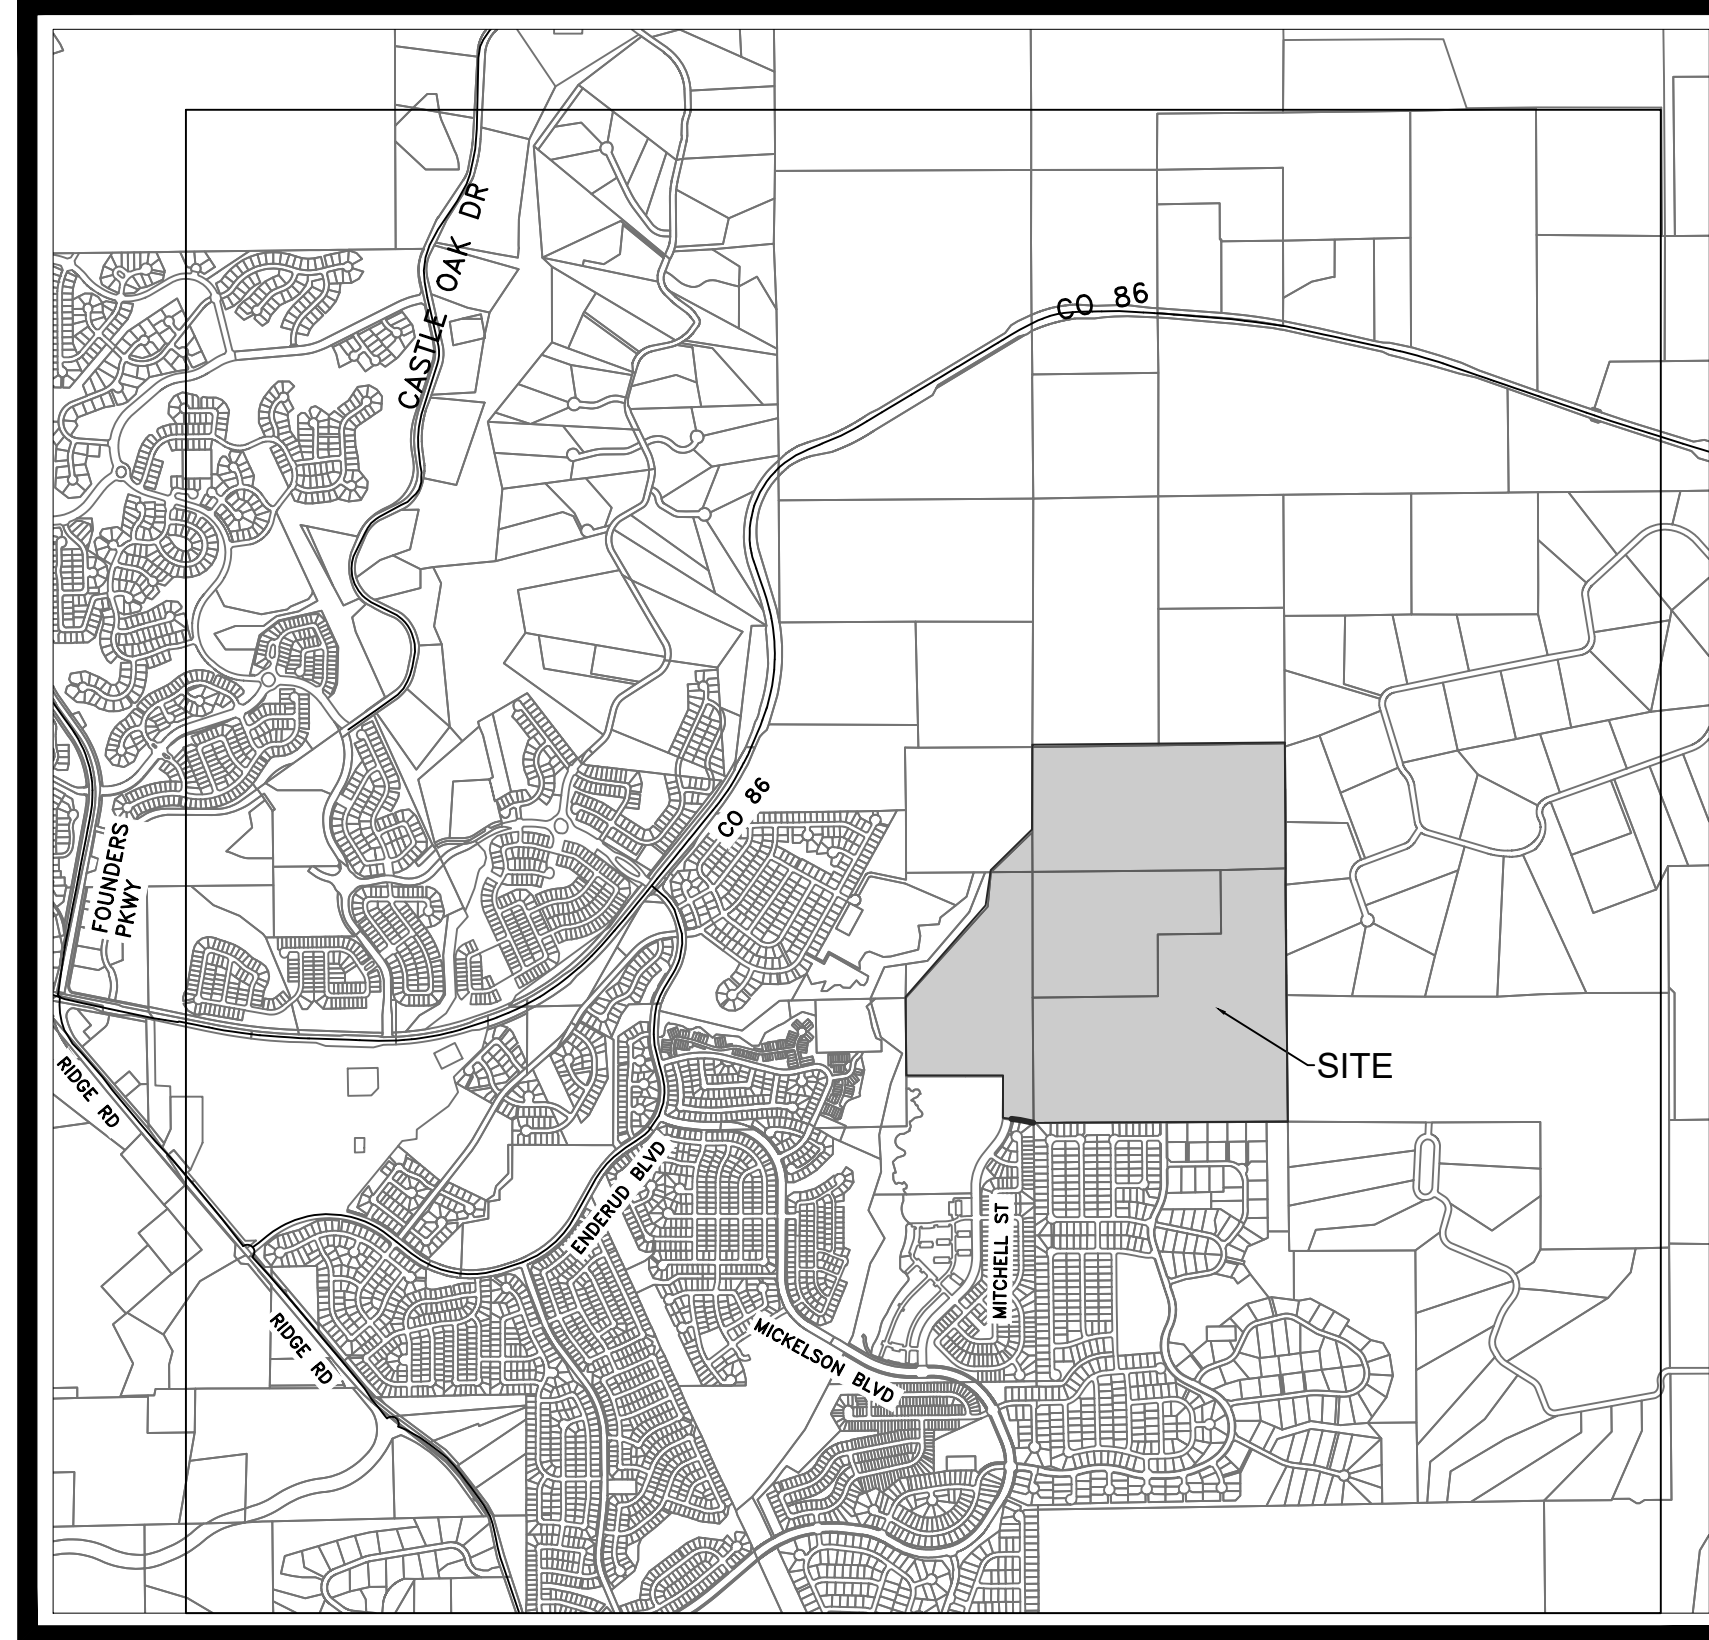 CASTLE OAK DR
CO 86
CO 86
FOUNDERS
PKWY
RIDGE RD
SITE
ENDERUD BLVD
MITCHELL ST
RIDGE RD
MICKELSON BLVD